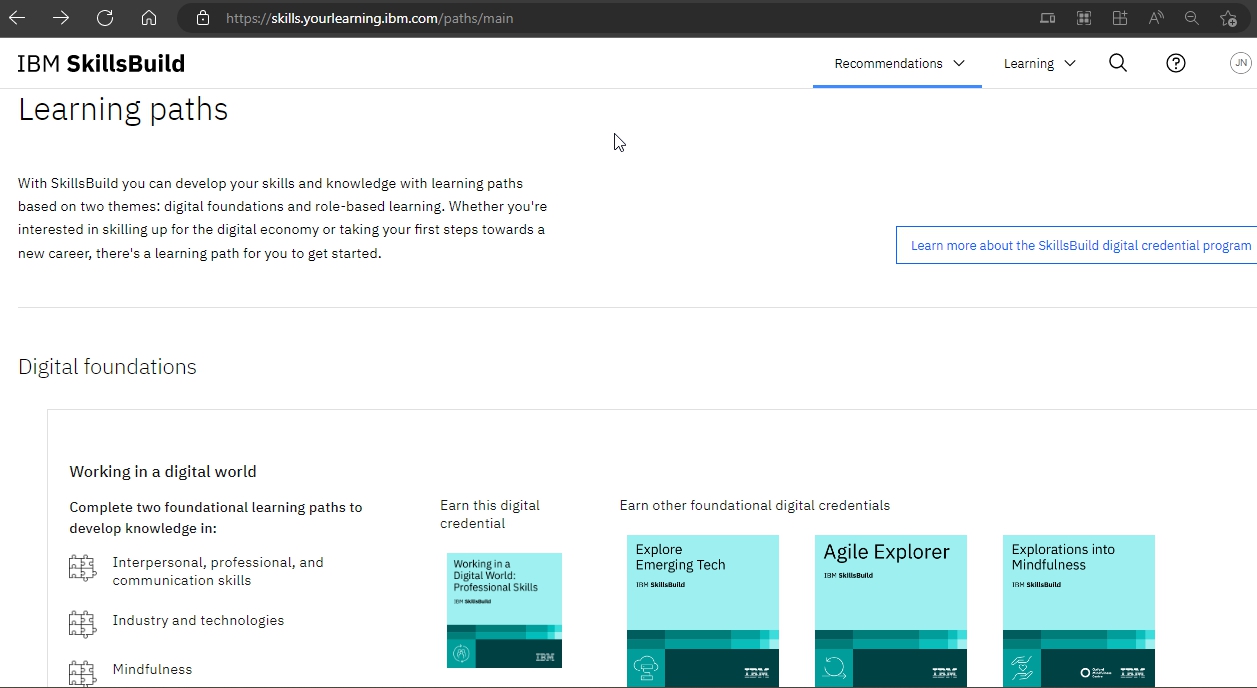 https://skills.yourlearning.ibm.com/paths/main
IBM SkillsBuild
Recommendations
Learning
JN
Learning paths
With SkillsBuild you can develop your skills and knowledge with learning paths
based on two themes: digital foundations and role-based learning. Whether you're
interested in skilling up for the digital economy or taking your first steps towards a
new career, there's a learning path for you to get started.
Learn more about the SkillsBuild digital credential program
Digital foundations
Working in a digital world
Complete two foundational learning paths to
develop knowledge in:
Interpersonal, professional, and
communication skills
Industry and technologies
Mindfulness
Earn this digital
credential
Working in a
Digital World:
Professional Skills
IBM SkillsBuild
IBM
Earn other foundational digital credentials
Explore
Emerging Tech
IBM SkillsBuild
IBM
Agile Explorer
IBM SkillsBuild
IBM
Explorations into
Mindfulness
IBM SkillsBuild
Oxford
Mindfulness
Centre
IBM